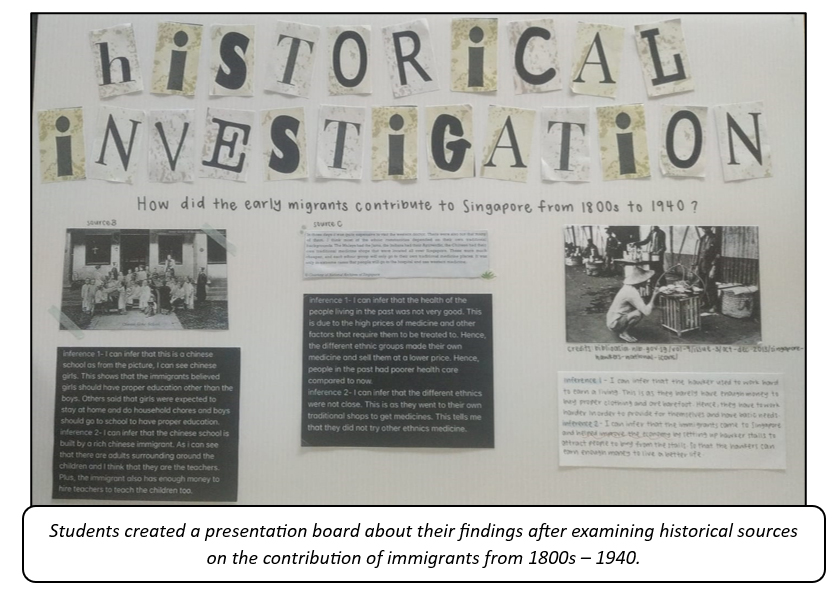 hiSTORiCAL
iNVESTiGATiON
How did the early migrants contribute to Singapore from 1800s to 1940 ?
source B
source C
inference 1- I can infer that this is a chinese
school as from the picture, I can see chinese
girls. This shows that the immigrants believed
girls should have proper education other than the
boys. Others said that girls were expected to
stay at home and do household chores and boys
should go to school to have proper education.
inference 2- I can infer that the chinese school is
built by a rich chinese immigrant. As i can see
that there are adults surrounding around the
children and I think that they are the teachers.
Plus, the immigrant also has enough money to
hire teachers to teach the children too.
inference 1- I can infer that the health of the
people living in the past was not very good. This
is due to the high prices of medicine and other
factors that require them to be treated to. Hence,
the different ethnic groups made their own
medicine and sell them at a lower price. Hence,
people in the past had poorer health care
compared to now.
inference 2- I can infer that the different ethnics
were not close. This is as they went to their own
traditional shops to get medicines. This tells me
that they did not try other ethnics medicine.
Inference 1 - I can infer that the hawker used to work hard
to earn a living. This is as they barely have enough money to
buy proper clothing and are barefoot. Hence, they have to work
harder in order to provide for themselves and have basic needs.
Inference 2 - I can infer that the immigrants came to Singapore
and helped improve the economy by setting up hawker stalls to
attract people to buy from the stalls. So that the hawkers can
earn enough money to live a better life.
Students created a presentation board about their findings after examining historical sources
on the contribution of immigrants from 1800s – 1940.